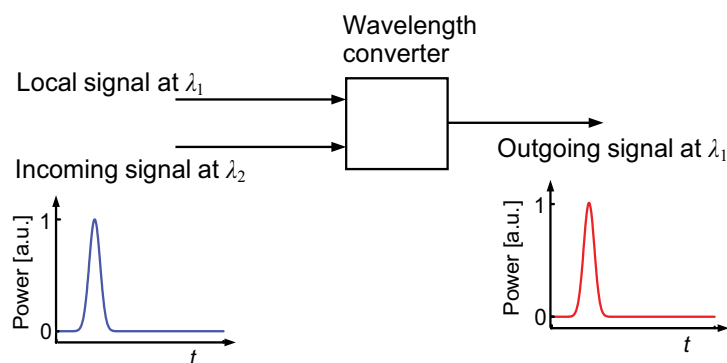 Wavelength
converter
Local signal at λ1
Incoming signal at λ2
Outgoing signal at λ1
Power [a.u.]
1
0
t
Power [a.u.]
1
0
t